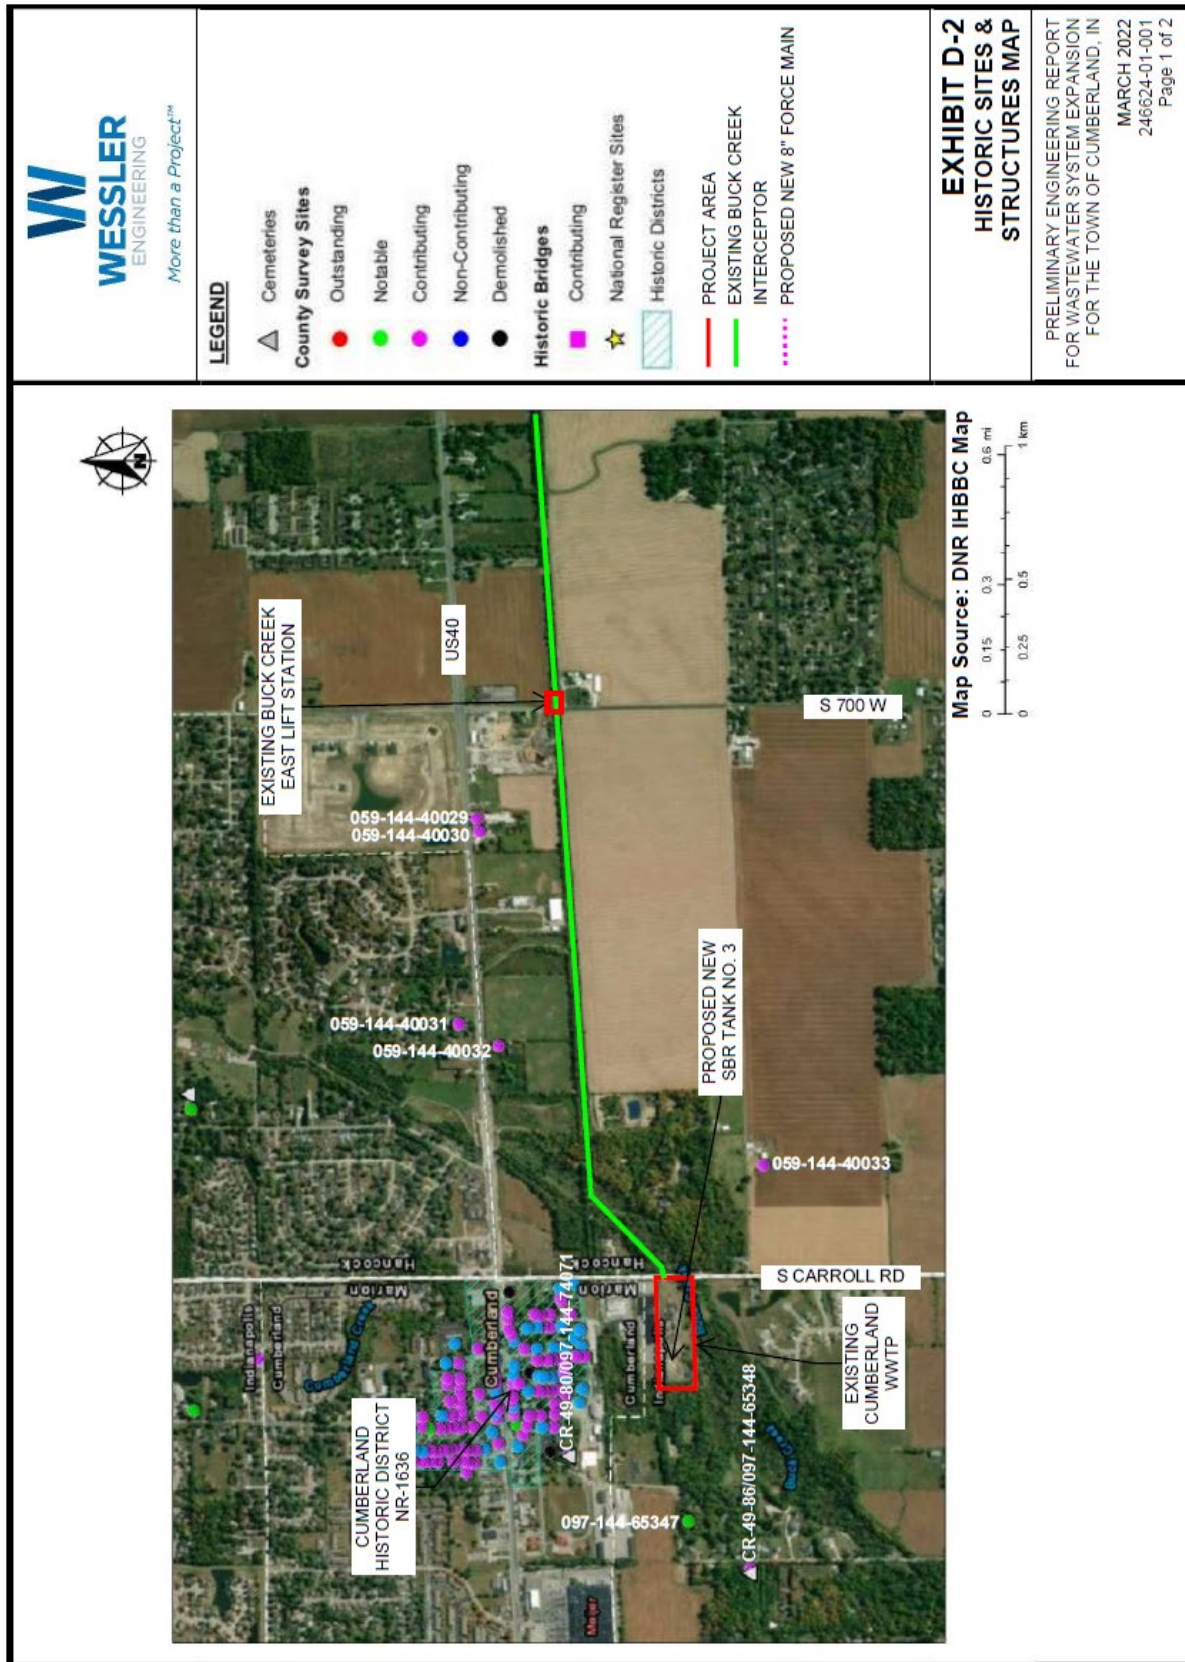 WESSLER
ENGINEERING
More than a Project™
LEGEND
Cemeteries
County Survey Sites
Outstanding
Notable
Contributing
Non-Contributing
Demolished
Historic Bridges
Contributing
National Register Sites
Historic Districts
PROJECT AREA
EXISTING BUCK CREEK
INTERCEPTOR
PROPOSED NEW 8" FORCE MAIN
EXHIBIT D-2
HISTORIC SITES &
STRUCTURES MAP
PRELIMINARY ENGINEERING REPORT
FOR WASTEWATER SYSTEM EXPANSION
FOR THE TOWN OF CUMBERLAND, IN
MARCH 2022
246624-01-001
Page 1 of 2
N
EXISTING BUCK CREEK
EAST LIFT STATION
US40
059-144-40029
059-144-40030
059-144-40031
059-144-40032
PROPOSED NEW
SBR TANK NO. 3
S 700 W
059-144-40033
Hancock
Marion
Hancock
Marion
Indianapolis
Cumberland
Cumberland Creek
Cumberland
CUMBERLAND
HISTORIC DISTRICT
NR-1636
CR-49-80/097-144-74071
Cumberland
S CARROLL RD
EXISTING
CUMBERLAND
WWTP
097-144-65347
CR-49-86/097-144-65348
Buck Creek
Meijer
Map Source: DNR IHBBC Map
0 0.15 0.3 0.6 mi
0 0.25 0.5 1 km